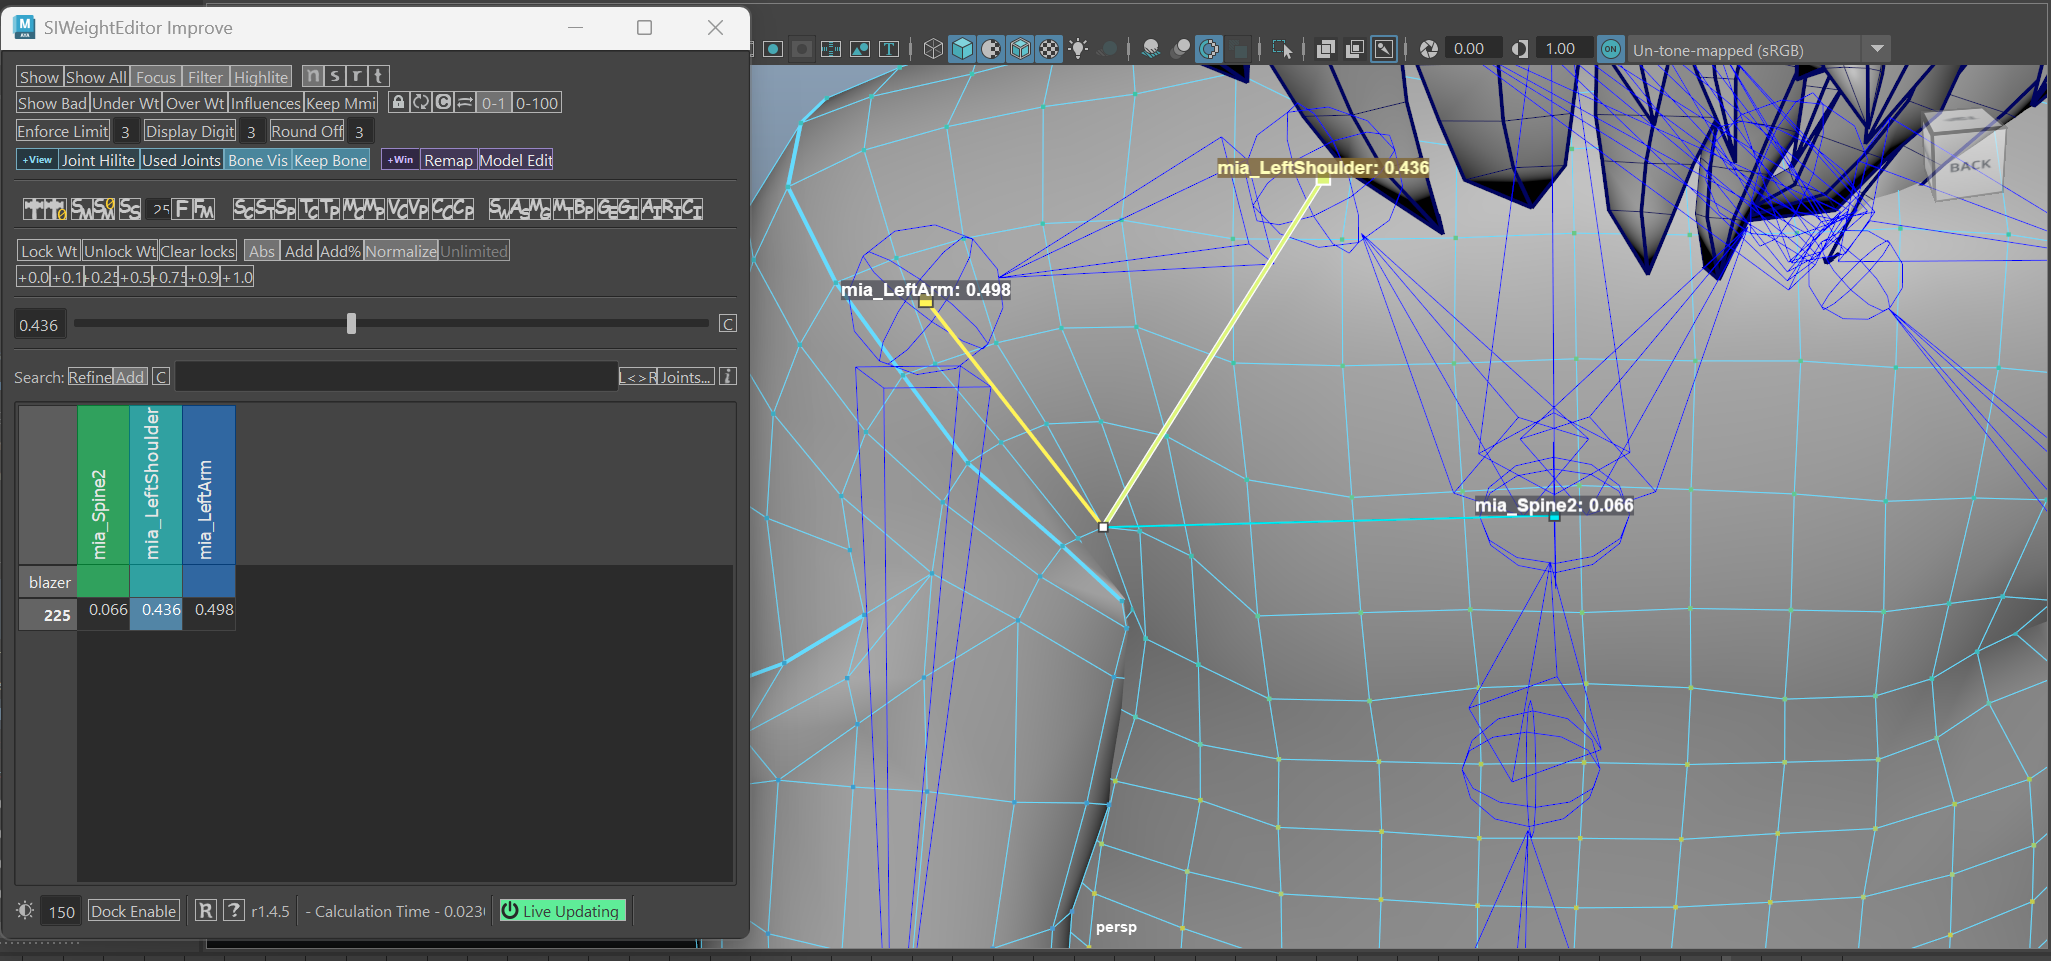 SIWeightEditor Improve
Show Show All Focus Filter Highlite n s r t
Show Bad Under Wt Over Wt Influences Keep Mmi 0-1 0-100
Enforce Limit 3 Display Digit 3 Round Off 3
+View Joint Hilite Used Joints Bone Vis Keep Bone +Win Remap Model Edit
Lock Wt Unlock Wt Clear locks Abs Add Add% Normalize Unlimited
+0.0 +0.1 +0.25 +0.5 +0.75 +0.9 +1.0
0.436 C
Search: Refine Add C L<>R Joints... i
mia_Spine2
mia_LeftShoulder
mia_LeftArm
blazer
225 0.066 0.436 0.498
150 Dock Enable R ? r1.4.5 - Calculation Time - 0.023 Live Updating
0.00 1.00 ON Un-tone-mapped (sRGB)
BACK
mia_LeftShoulder: 0.436
mia_LeftArm: 0.498
mia_Spine2: 0.066
persp